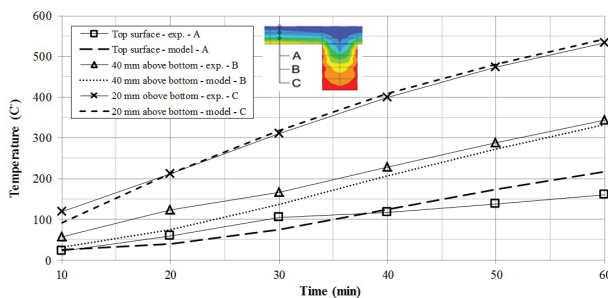 600
500
400
300
200
100
0
Temperature (C°)
Top surface - exp. - A
Top surface - model - A
40 mm above bottom - exp. - B
40 mm above bottom - model - B
20 mm above bottom - exp. - C
20 mm above bottom - model - C
A
B
C
10
20
30
40
50
60
Time (min)